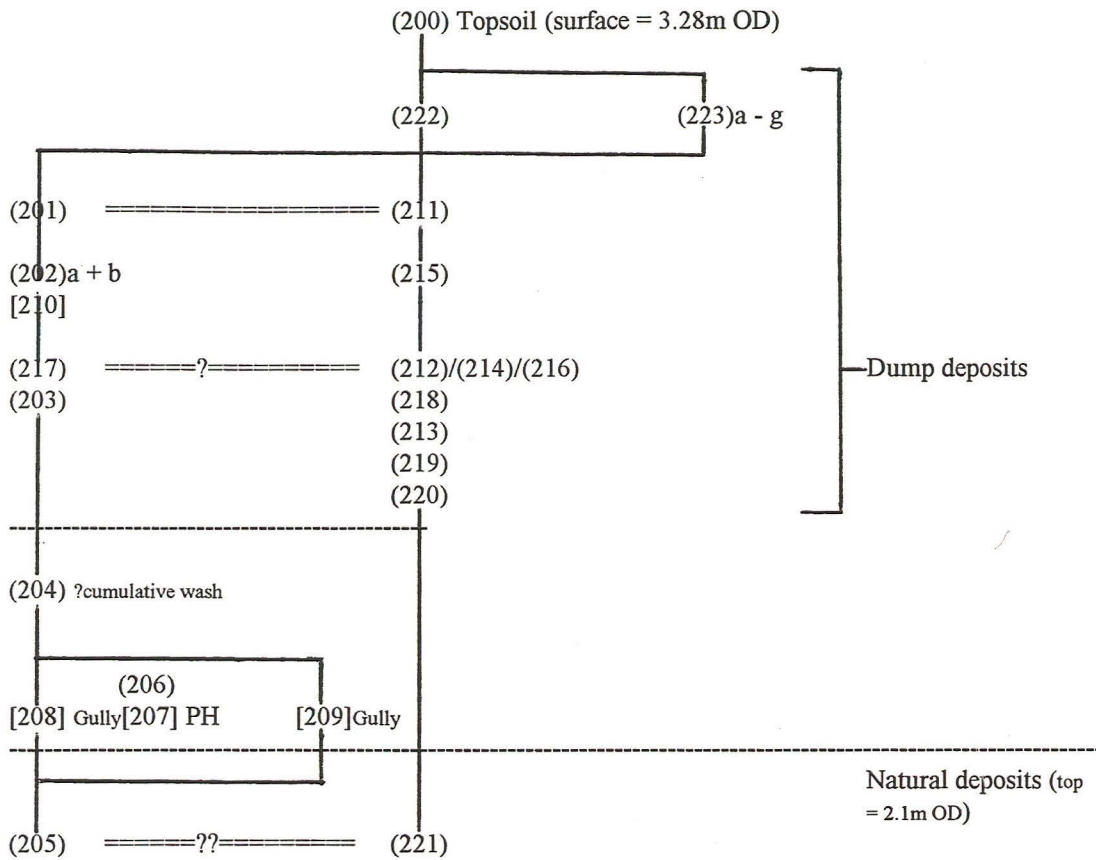 (200) Topsoil (surface = 3.28m OD)
(222) (223)a - g
(201) ================== (211)
(202)a + b (215)
[210]
(217) ======?========== (212)/(214)/(216)
Dump deposits
(203) (218)
(213)
(219)
(220)
(204) ?cumulative wash
(206)
[208] Gully[207] PH [209]Gully
Natural deposits (top
= 2.1m OD)
(205) ======??======= (221)